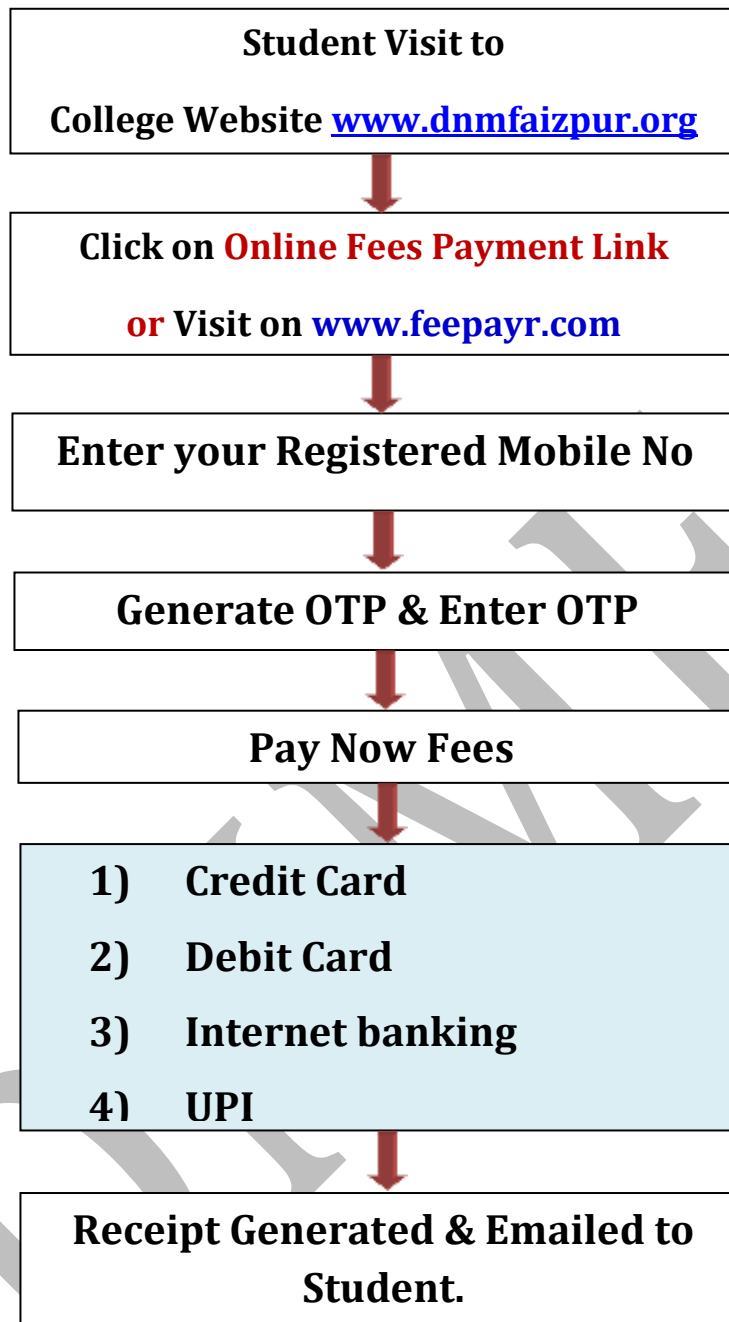 Student Visit to
College Website www.dnmfaizpur.org
Click on Online Fees Payment Link
or Visit on www.feepayr.com
Enter your Registered Mobile No
Generate OTP & Enter OTP
Pay Now Fees
1) Credit Card
2) Debit Card
3) Internet banking
4) UPI
Receipt Generated & Emailed to
Student.